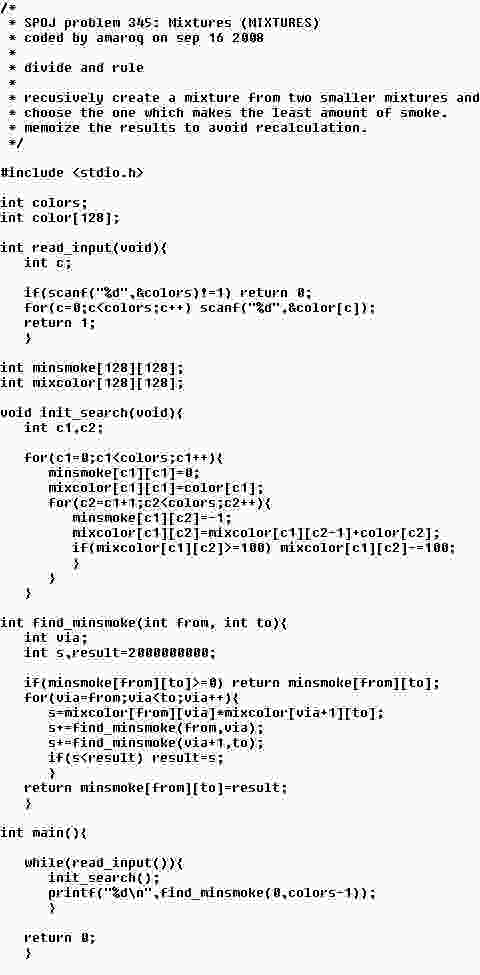 /*
 * SPOJ problem 345: Mixtures (MIXTURES)
 * coded by amaroq on sep 16 2008
 *
 * divide and rule
 *
 * recusively create a mixture from two smaller mixtures and
 * choose the one which makes the least amount of smoke.
 * memoize the results to avoid recalculation.
 */

#include <stdio.h>

int colors;
int color[128];

int read_input(void){
   int c;

   if(scanf("%d",&colors)!=1) return 0;
   for(c=0;c<colors;c++) scanf("%d",&color[c]);
   return 1;
   }

int minsmoke[128][128];
int mixcolor[128][128];

void init_search(void){
   int c1,c2;

   for(c1=0;c1<colors;c1++){
      minsmoke[c1][c1]=0;
      mixcolor[c1][c1]=color[c1];
      for(c2=c1+1;c2<colors;c2++){
         minsmoke[c1][c2]=-1;
         mixcolor[c1][c2]=mixcolor[c1][c2-1]+color[c2];
         if(mixcolor[c1][c2]>=100) mixcolor[c1][c2]-=100;
         }
      }
   }

int find_minsmoke(int from, int to){
   int via;
   int s,result=2000000000;

   if(minsmoke[from][to]>=0) return minsmoke[from][to];
   for(via=from;via<to;via++){
      s=mixcolor[from][via]*mixcolor[via+1][to];
      s+=find_minsmoke(from,via);
      s+=find_minsmoke(via+1,to);
      if(s<result) result=s;
      }
   return minsmoke[from][to]=result;
   }

int main(){

   while(read_input()){
      init_search();
      printf("%d\n",find_minsmoke(0,colors-1));
      }

   return 0;
   }